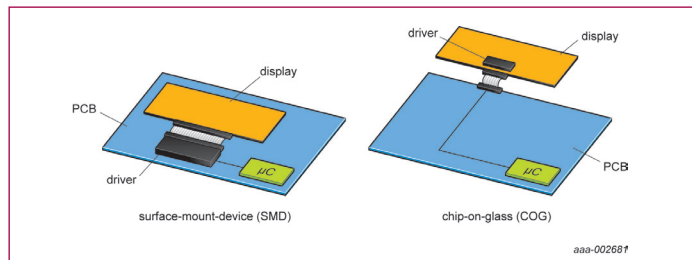 display
PCB
µC
driver
surface-mount-device (SMD)
driver
display
PCB
µC
chip-on-glass (COG)
aaa-002681